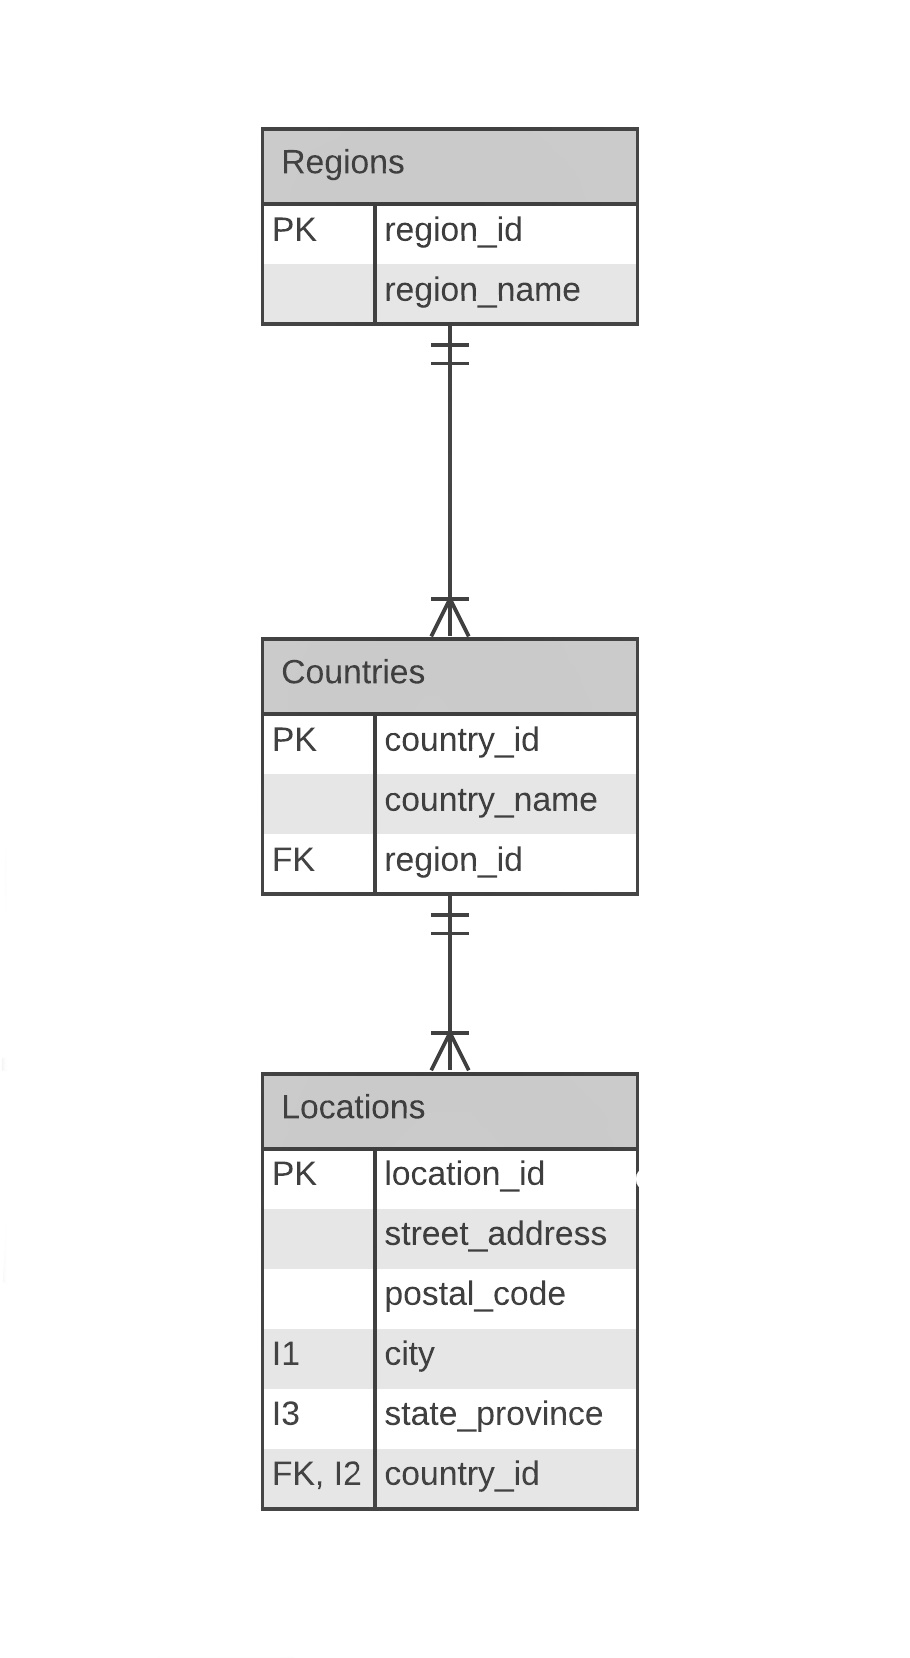 Regions
PK region_id
region_name
Countries
PK country_id
country_name
FK region_id
Locations
PK location_id
street_address
postal_code
I1 city
I3 state_province
FK, I2 country_id